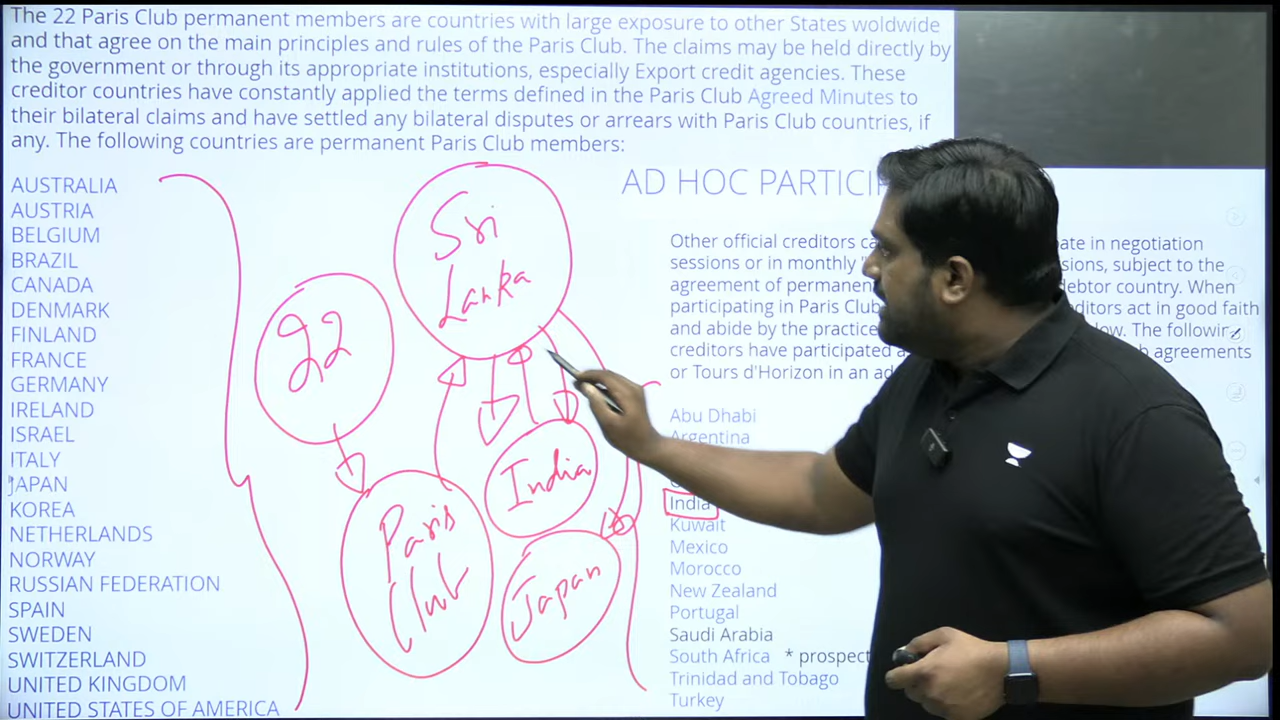 The 22 Paris Club permanent members are countries with large exposure to other States woldwide
and that agree on the main principles and rules of the Paris Club. The claims may be held directly by
the government or through its appropriate institutions, especially Export credit agencies. These
creditor countries have constantly applied the terms defined in the Paris Club Agreed Minutes to
their bilateral claims and have settled any bilateral disputes or arrears with Paris Club countries, if
any. The following countries are permanent Paris Club members:
AUSTRALIA
AUSTRIA
BELGIUM
BRAZIL
CANADA
DENMARK
FINLAND
FRANCE
GERMANY
IRELAND
ISRAEL
ITALY
JAPAN
KOREA
NETHERLANDS
NORWAY
RUSSIAN FEDERATION
SPAIN
SWEDEN
SWITZERLAND
UNITED KINGDOM
UNITED STATES OF AMERICA
22
Sri
Lanka
Paris
Club
India
Japan
AD HOC PARTICI
Other official creditors ate in negotiation
sessions or in monthly sions, subject to the
agreement of permanen debtor country. When
participating in Paris Club editors act in good faith
and abide by the practice low. The followin
creditors have participated agreements
or Tours d'Horizon in an ad
Abu Dhabi
Argentina
India
Kuwait
Mexico
Morocco
New Zealand
Portugal
Saudi Arabia
South Africa * prospect
Trinidad and Tobago
Turkey